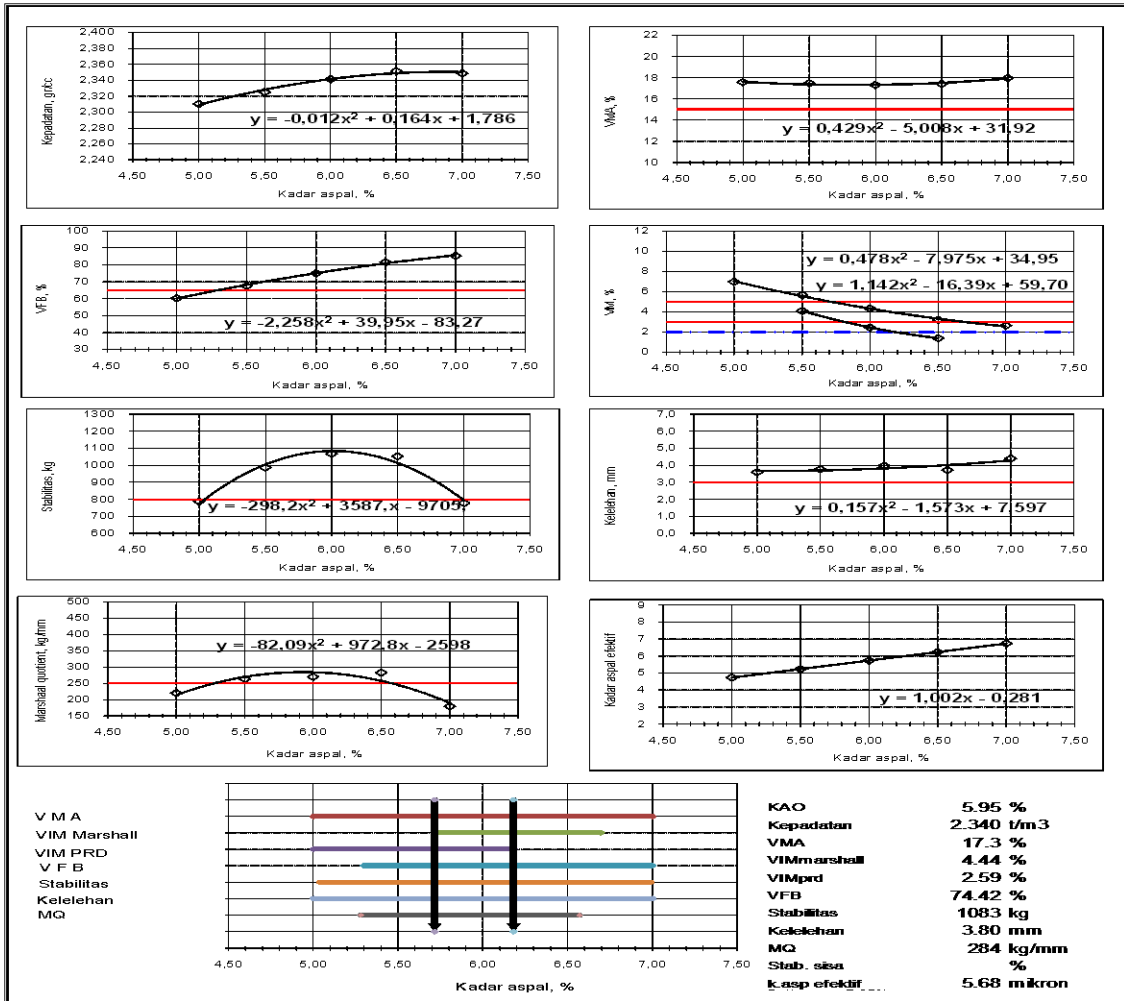 Kepadatan, gr/cc
2,400
2,380
2,360
2,340
2,320
2,300
2,280
2,260
2,240
y = -0,012x² + 0,164x + 1,786
4,50 5,00 5,50 6,00 6,50 7,00 7,50
Kadar aspal, %
VMA, %
22
20
18
16
14
12
10
y = 0,429x² - 5,008x + 31,92
4,50 5,00 5,50 6,00 6,50 7,00 7,50
Kadar aspal, %
VFB, %
100
90
80
70
60
50
40
30
y = -2,258x² + 39,95x - 83,27
4,50 5,00 5,50 6,00 6,50 7,00 7,50
Kadar aspal, %
VIM, %
12
10
8
6
4
2
0
y = 0,478x² - 7,975x + 34,95
y = 1,142x² - 16,39x + 59,70
4,50 5,00 5,50 6,00 6,50 7,00 7,50
Kadar aspal, %
Stabilitas, kg
1300
1200
1100
1000
900
800
700
600
y = -298,2x² + 3587,x - 9705,
4,50 5,00 5,50 6,00 6,50 7,00 7,50
Kadar aspal, %
Kelelehan, mm
7,0
6,0
5,0
4,0
3,0
2,0
1,0
0,0
y = 0,157x² - 1,573x + 7,597
4,50 5,00 5,50 6,00 6,50 7,00 7,50
Kadar aspal, %
Marshaal quotient, kg/mm
500
450
400
350
300
250
200
150
y = -82,09x² + 972,8x - 2598
4,50 5,00 5,50 6,00 6,50 7,00 7,50
Kadar aspal, %
Kadar aspal efektif
9
8
7
6
5
4
3
2
y = 1,002x - 0,281
4,50 5,00 5,50 6,00 6,50 7,00 7,50
Kadar aspal, %
V M A
VIM Marshall
VIM PRD
V F B
Stabilitas
Kelelehan
MQ
4,50 5,00 5,50 6,00 6,50 7,00 7,50
Kadar aspal, %
KAO 5.95 %
Kepadatan 2.340 t/m3
VMA 17.3 %
VIMmarshall 4.44 %
VIMprd 2.59 %
VFB 74.42 %
Stabilitas 1083 kg
Kelelehan 3.80 mm
MQ 284 kg/mm
Stab. sisa %
k.asp efektif 5.68 mikron